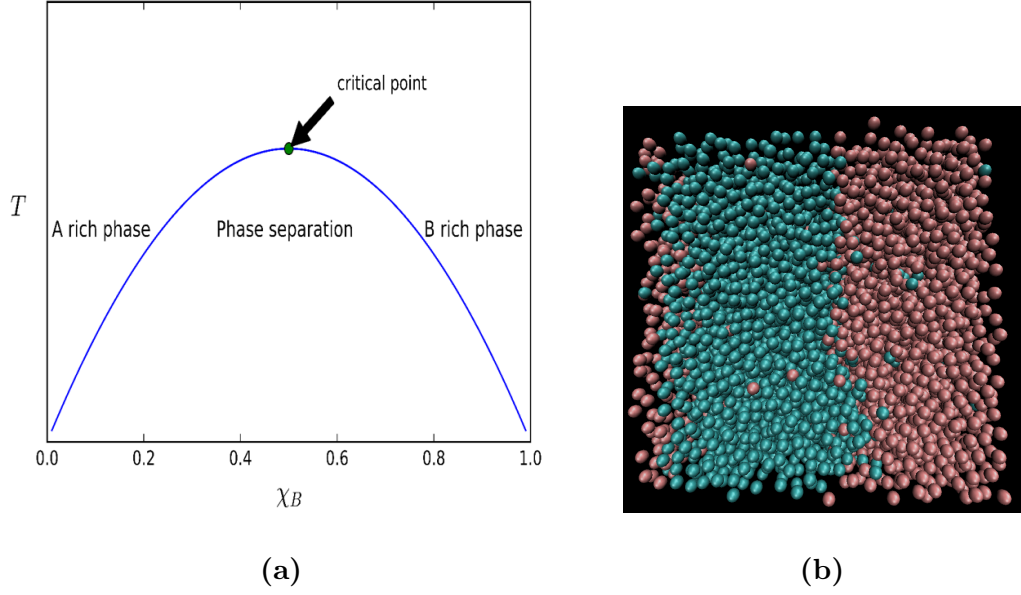 critical point
T
A rich phase
Phase separation
B rich phase
0.0
0.2
0.4
0.6
0.8
1.0
χ_B
(a)
(b)